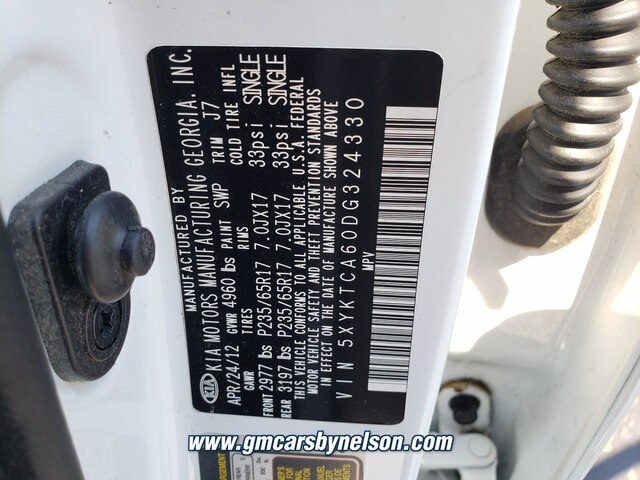 MANUFACTURED BY
KIA KIA MOTORS MANUFACTURING GEORGIA, INC.
APR/24/12 GVWR 4960 lbs PAINT SWP TRIM J7
GAWR TIRES RIMS COLD TIRE INFL
FRONT 2977 lbs P235/65R17 7.0JX17 33psi SINGLE
REAR 3197 lbs P235/65R17 7.0JX17 33psi SINGLE
THIS VEHICLE CONFORMS TO ALL APPLICABLE U.S.A. FEDERAL
MOTOR VEHICLE SAFETY AND THEFT PREVENTION STANDARDS
IN EFFECT ON THE DATE OF MANUFACTURE SHOWN ABOVE
VIN 5XYKTCA60DG324330
MPV
www.gmcarsbynelson.com